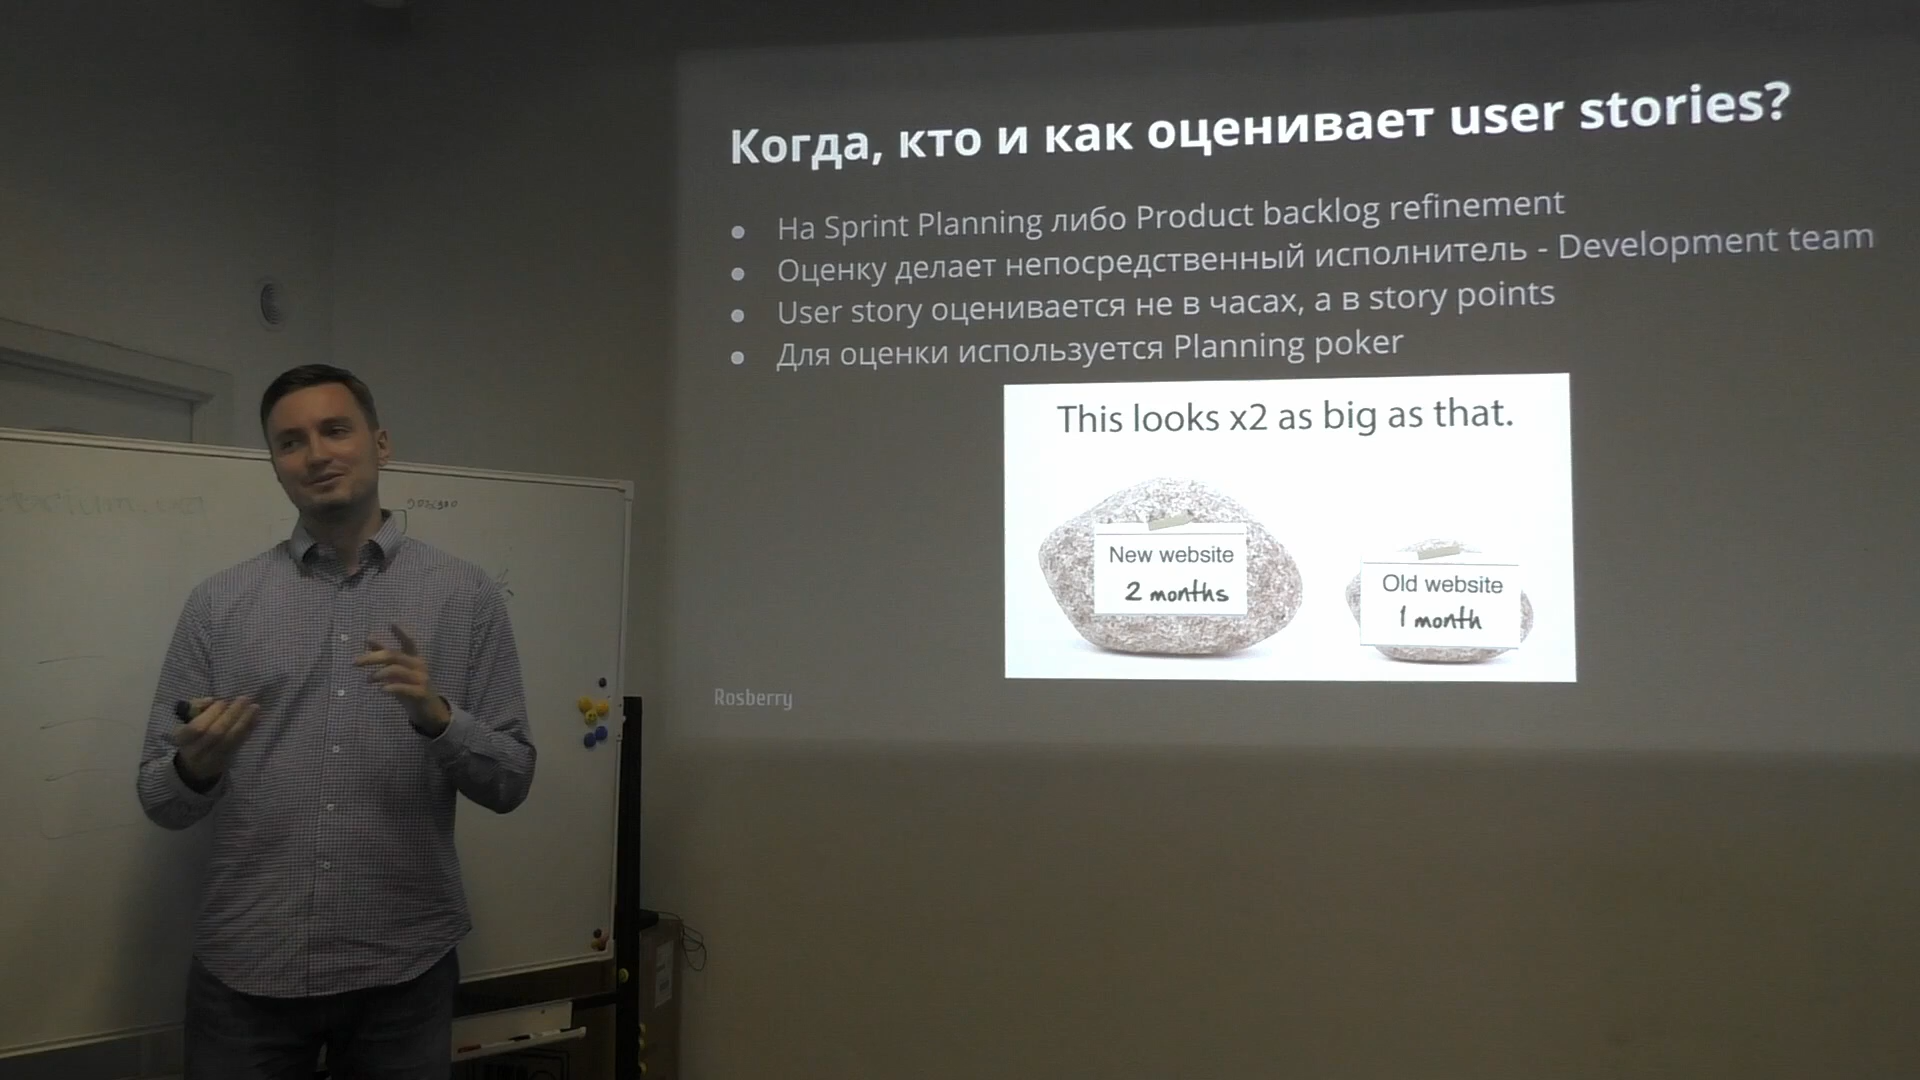 Когда, кто и как оценивает user stories?
● На Sprint Planning либо Product backlog refinement
● Оценку делает непосредственный исполнитель - Development team
● User story оценивается не в часах, а в story points
● Для оценки используется Planning poker
This looks x2 as big as that.
New website
2 months
Old website
1 month
Rosberry